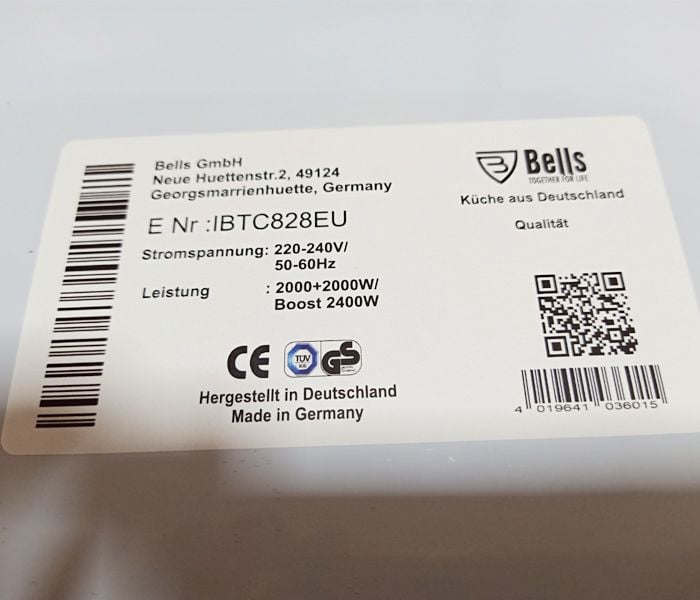 Bells GmbH
Neue Huettenstr.2, 49124
Georgsmarrienhuette, Germany
E Nr :IBTC828EU
Stromspannung: 220-240V/
50-60Hz
Leistung : 2000+2000W/
Boost 2400W
CE TÜV SÜD GS
Hergestellt in Deutschland
Made in Germany
B Bells
TOGETHER FOR LIFE
Küche aus Deutschland
Qualität
4 019641 036015